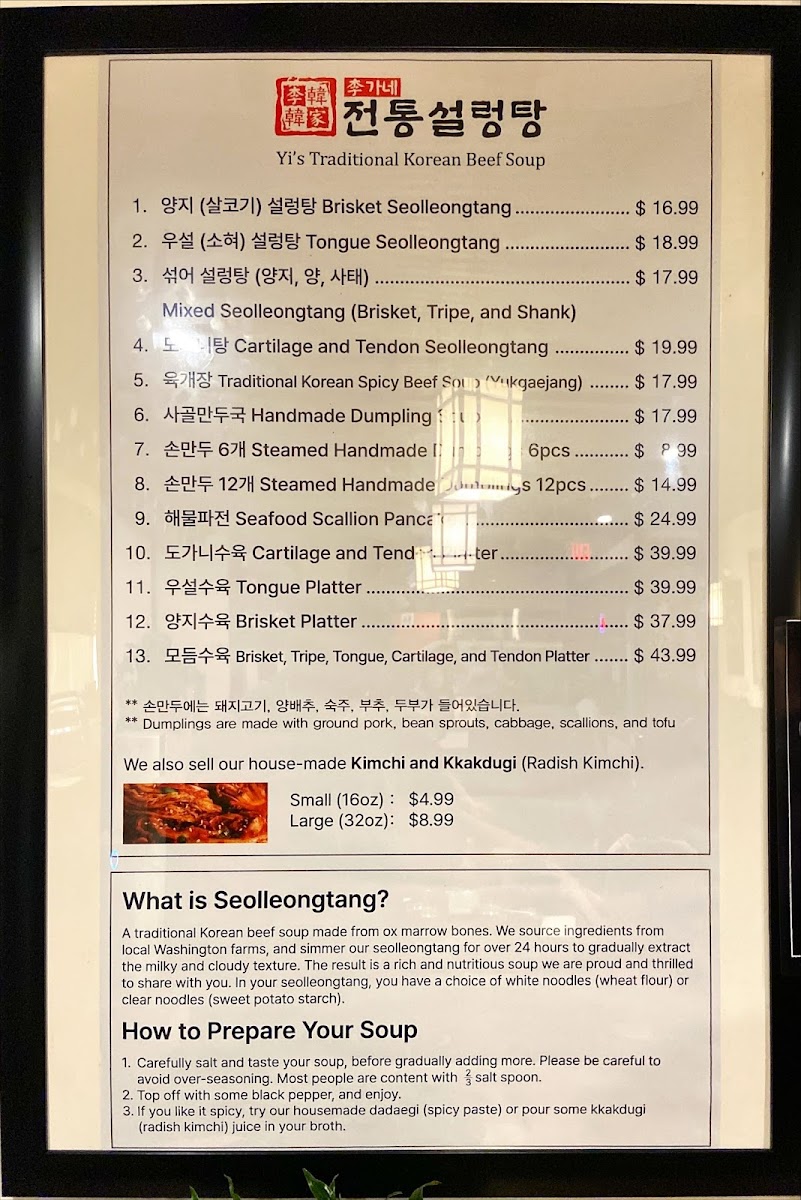 李韓
韓家
李가네
전통설렁탕
Yi's Traditional Korean Beef Soup
1. 양지 (살코기) 설렁탕 Brisket Seolleongtang ........................ $ 16.99
2. 우설 (소혀) 설렁탕 Tongue Seolleongtang .......................... $ 18.99
3. 섞어 설렁탕 (양지, 양, 사태) ..................................................... $ 17.99
Mixed Seolleongtang (Brisket, Tripe, and Shank)
4. Cartilage and Tendon Seolleongtang ............... $ 19.99
5. 육개장 Traditional Korean Spicy Beef Soup (Yukgaejang) ........ $ 17.99
6. 사골만두국 Handmade Dumpling ........................ $ 17.99
7. 손만두 6개 Steamed Handmade 6pcs ........... $ 8.99
8. 손만두 12개 Steamed Handmade Dumplings 12pcs ........ $ 14.99
9. 해물파전 Seafood Scallion Pancake ................................. $ 24.99
10. 도가니수육 Cartilage and Tendon Platter ........................... $ 39.99
11. 우설수육 Tongue Platter ....................................................... $ 39.99
12. 양지수육 Brisket Platter ........................................................ $ 37.99
13. 모듬수육 Brisket, Tripe, Tongue, Cartilage, and Tendon Platter ....... $ 43.99
** 손만두에는 돼지고기, 양배추, 숙주, 부추, 두부가 들어있습니다.
** Dumplings are made with ground pork, bean sprouts, cabbage, scallions, and tofu
We also sell our house-made Kimchi and Kkakdugi (Radish Kimchi).
Small (16oz) : $4.99
Large (32oz): $8.99
What is Seolleongtang?
A traditional Korean beef soup made from ox marrow bones. We source ingredients from
local Washington farms, and simmer our seolleongtang for over 24 hours to gradually extract
the milky and cloudy texture. The result is a rich and nutritious soup we are proud and thrilled
to share with you. In your seolleongtang, you have a choice of white noodles (wheat flour) or
clear noodles (sweet potato starch).
How to Prepare Your Soup
1. Carefully salt and taste your soup, before gradually adding more. Please be careful to
avoid over-seasoning. Most people are content with 2/3 salt spoon.
2. Top off with some black pepper, and enjoy.
3. If you like it spicy, try our housemade dadaegi (spicy paste) or pour some kkakdugi
(radish kimchi) juice in your broth.